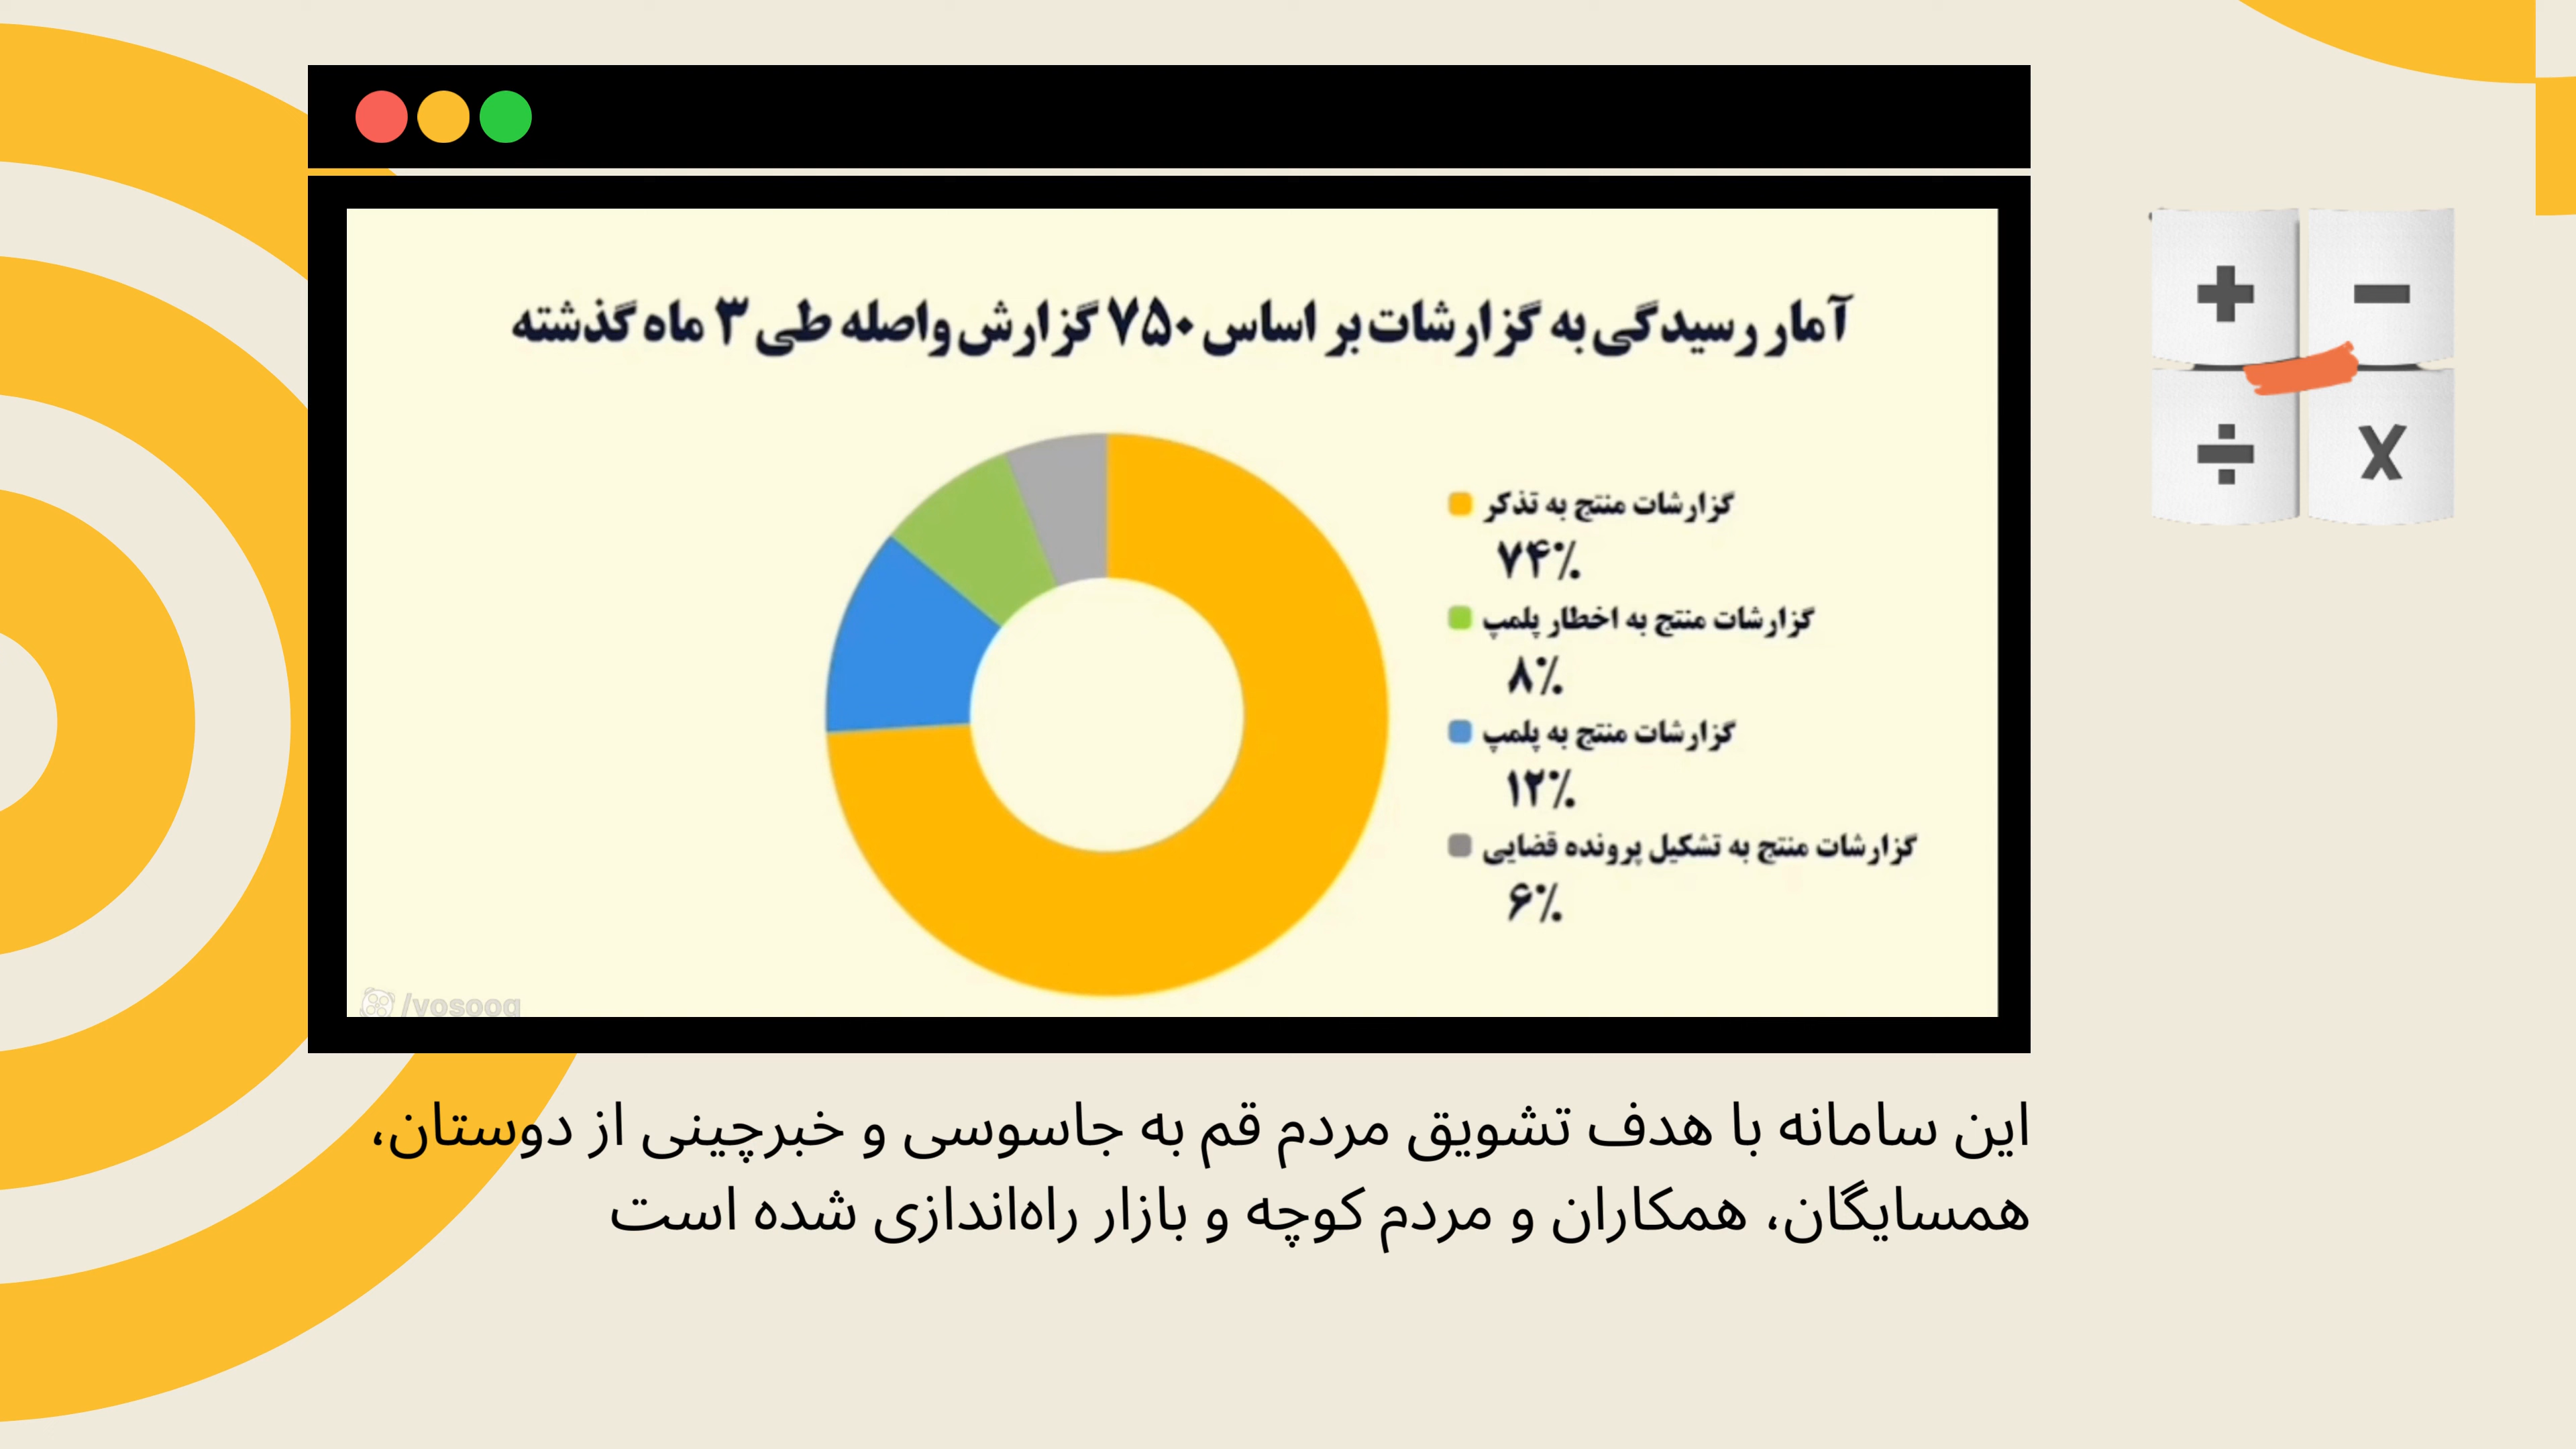 آمار رسیدگی به گزارشات بر اساس ۷۵۰ گزارش واصله طی ۳ ماه گذشته
گزارشات منتج به تذکر
۷۴٪
گزارشات منتج به اخطار پلمپ
۸٪
گزارشات منتج به پلمپ
۱۲٪
گزارشات منتج به تشکیل پرونده قضایی
۶٪
/vosooq
+ -
÷ x
این سامانه با هدف تشویق مردم قم به جاسوسی و خبرچینی از دوستان،
همسایگان، همکاران و مردم کوچه و بازار راه‌اندازی شده است